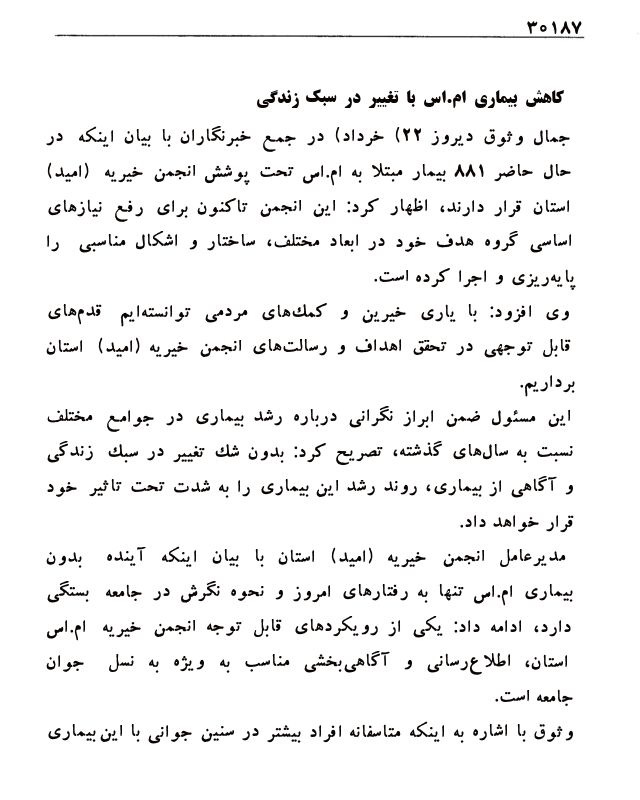 ۳۰۱۸۷
کاهش بیماری ام.اس با تغییر در سبک زندگی
جمال وثوق دیروز ۲۲) خرداد) در جمع خبرنگاران با بیان اینکه در
حال حاضر ۸۸۱ بیمار مبتلا به ام.اس تحت پوشش انجمن خیریه (امید)
استان قرار دارند، اظهار کرد: این انجمن تاکنون برای رفع نیازهای
اساسی گروه هدف خود در ابعاد مختلف، ساختار و اشکال مناسبی را
پایه‌ریزی و اجرا کرده است.
وی افزود: با یاری خیرین و کمك‌های مردمی توانسته‌ایم قدم‌های
قابل توجهی در تحقق اهداف و رسالت‌های انجمن خیریه (امید) استان
برداریم.
این مسئول ضمن ابراز نگرانی درباره رشد بیماری در جوامع مختلف
نسبت به سال‌های گذشته، تصریح کرد: بدون شك تغییر در سبك زندگی
و آگاهی از بیماری، روند رشد این بیماری را به شدت تحت تاثیر خود
قرار خواهد داد.
مدیرعامل انجمن خیریه (امید) استان با بیان اینکه آینده بدون
بیماری ام.اس تنها به رفتارهای امروز و نحوه نگرش در جامعه بستگی
دارد، ادامه داد: یکی از رویکردهای قابل توجه انجمن خیریه ام.اس
استان، اطلاع‌رسانی و آگاهی‌بخشی مناسب به ویژه به نسل جوان
جامعه است.
وثوق با اشاره به اینکه متاسفانه افراد بیشتر در سنین جوانی با این بیماری